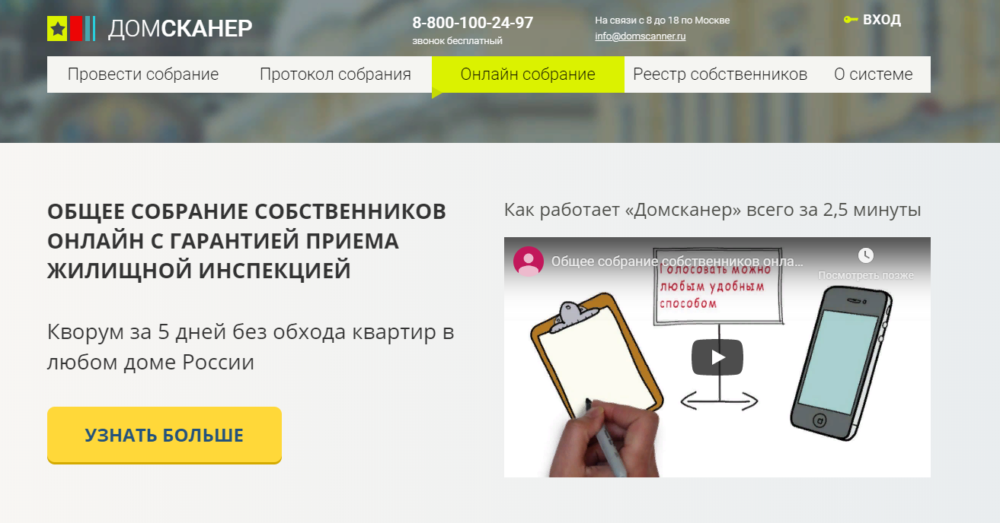 ДОМСКАНЕР
8-800-100-24-97
звонок бесплатный
На связи с 8 до 18 по Москве
info@domscanner.ru
ВХОД
Провести собрание
Протокол собрания
Онлайн собрание
Реестр собственников
О системе
ОБЩЕЕ СОБРАНИЕ СОБСТВЕННИКОВ
ОНЛАЙН С ГАРАНТИЕЙ ПРИЕМА
ЖИЛИЩНОЙ ИНСПЕКЦИЕЙ
Кворум за 5 дней без обхода квартир в
любом доме России
УЗНАТЬ БОЛЬШЕ
Как работает «Домсканер» всего за 2,5 минуты
Общее собрание собственников онла...
Посмотреть позже
Голосовать можно
любым удобным
способом